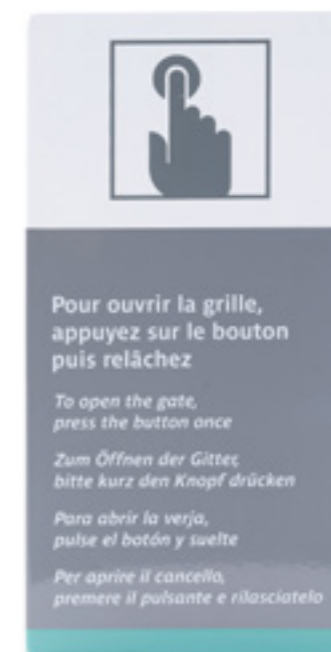 Pour ouvrir la grille,
appuyez sur le bouton
puis relâchez
To open the gate,
press the button once
Zum Öffnen der Gitter,
bitte kurz den Knopf drücken
Para abrir la verja,
pulse el botón y suelte
Per aprire il cancello,
premere il pulsante e rilasciatelo